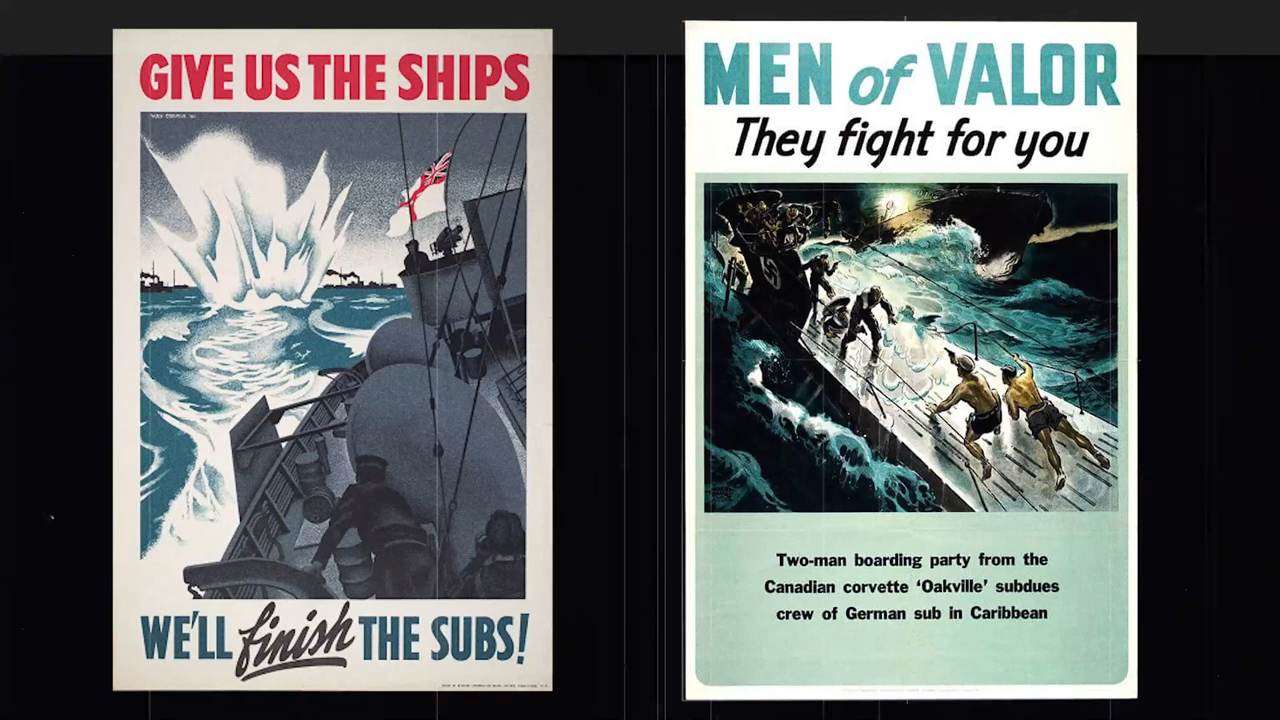 GIVE US THE SHIPS
WE'LL finish THE SUBS!
MEN of VALOR
They fight for you
Two-man boarding party from the
Canadian corvette 'Oakville' subdues
crew of German sub in Caribbean